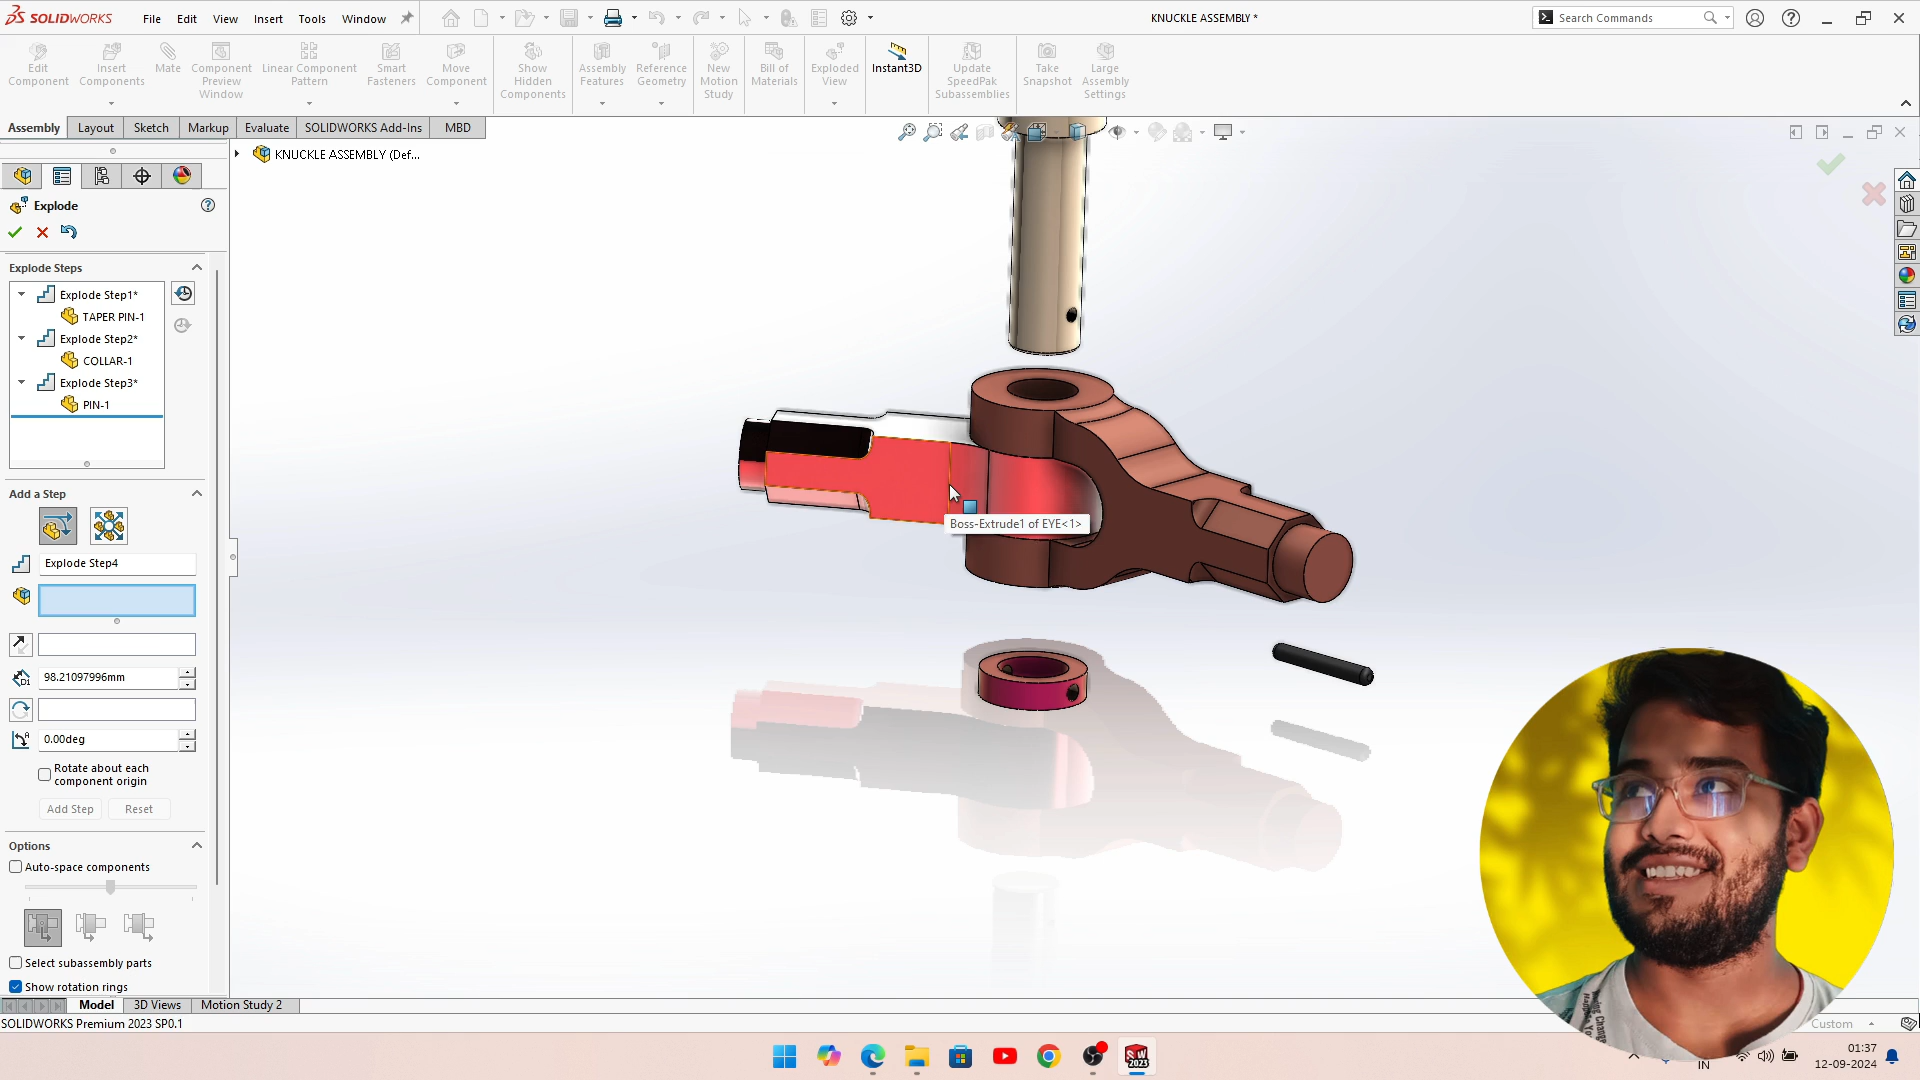 SOLIDWORKS
File Edit View Insert Tools Window
KNUCKLE ASSEMBLY *
Search Commands
Edit Component
Insert Components
Mate
Component Preview Window
Linear Component Pattern
Smart Fasteners
Move Component
Show Hidden Components
Assembly Features
Reference Geometry
New Motion Study
Bill of Materials
Exploded View
Instant3D
Update SpeedPak Subassemblies
Take Snapshot
Large Assembly Settings
Assembly Layout Sketch Markup Evaluate SOLIDWORKS Add-Ins MBD
KNUCKLE ASSEMBLY (Def...
Explode
Explode Steps
Explode Step1*
TAPER PIN-1
Explode Step2*
COLLAR-1
Explode Step3*
PIN-1
Add a Step
Explode Step4
98.21097996mm
0.00deg
Rotate about each
component origin
Add Step Reset
Options
Auto-space components
Select subassembly parts
Show rotation rings
Boss-Extrude1 of EYE<1>
Model 3D Views Motion Study 2
SOLIDWORKS Premium 2023 SP0.1
Custom
IN
01:37
12-09-2024